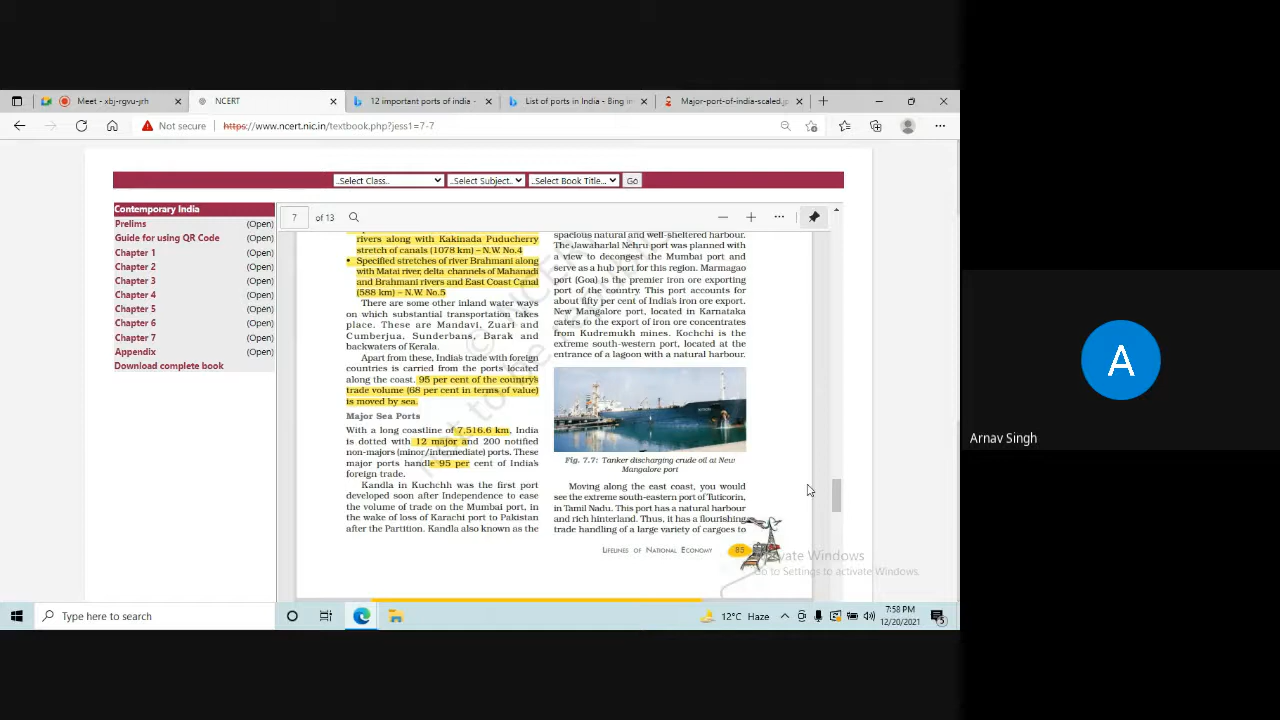 Meet - xbj-rgvu-jrh
NCERT
12 important ports of india -
List of ports in India - Bing im
Major-port-of-india-scaled.jp
Not secure
https://www.ncert.nic.in/textbook.php?jess1=7-7
..Select Class..
..Select Subject..
..Select Book Title..
Go
Contemporary India
Prelims (Open)
Guide for using QR Code (Open)
Chapter 1 (Open)
Chapter 2 (Open)
Chapter 3 (Open)
Chapter 4 (Open)
Chapter 5 (Open)
Chapter 6 (Open)
Chapter 7 (Open)
Appendix (Open)
Download complete book
7 of 13
rivers along with Kakinada Puducherry
stretch of canals (1078 km) – N.W. No.4
• Specified stretches of river Brahmani along
with Matai river, delta channels of Mahanadi
and Brahmani rivers and East Coast Canal
(588 km) – N.W. No.5
There are some other inland water ways
on which substantial transportation takes
place. These are Mandavi, Zuari and
Cumberjua, Sunderbans, Barak and
backwaters of Kerala.
Apart from these, India's trade with foreign
countries is carried from the ports located
along the coast. 95 per cent of the country's
trade volume (68 per cent in terms of value)
is moved by sea.
Major Sea Ports
With a long coastline of 7,516.6 km, India
is dotted with 12 major and 200 notified
non-majors (minor/intermediate) ports. These
major ports handle 95 per cent of India's
foreign trade.
Kandla in Kuchchh was the first port
developed soon after Independence to ease
the volume of trade on the Mumbai port, in
the wake of loss of Karachi port to Pakistan
after the Partition. Kandla also known as the
spacious natural and well-sheltered harbour.
The Jawaharlal Nehru port was planned with
a view to decongest the Mumbai port and
serve as a hub port for this region. Marmagao
port (Goa) is the premier iron ore exporting
port of the country. This port accounts for
about fifty per cent of India's iron ore export.
New Mangalore port, located in Karnataka
caters to the export of iron ore concentrates
from Kudremukh mines. Kochchi is the
extreme south-western port, located at the
entrance of a lagoon with a natural harbour.
Fig. 7.7: Tanker discharging crude oil at New
Mangalore port
Moving along the east coast, you would
see the extreme south-eastern port of Tuticorin,
in Tamil Nadu. This port has a natural harbour
and rich hinterland. Thus, it has a flourishing
trade handling of a large variety of cargoes to
Lifelines of National Economy 85
Activate Windows
Go to Settings to activate Windows.
Type here to search
12°C Haze
7:58 PM
12/20/2021
5
A
Arnav Singh